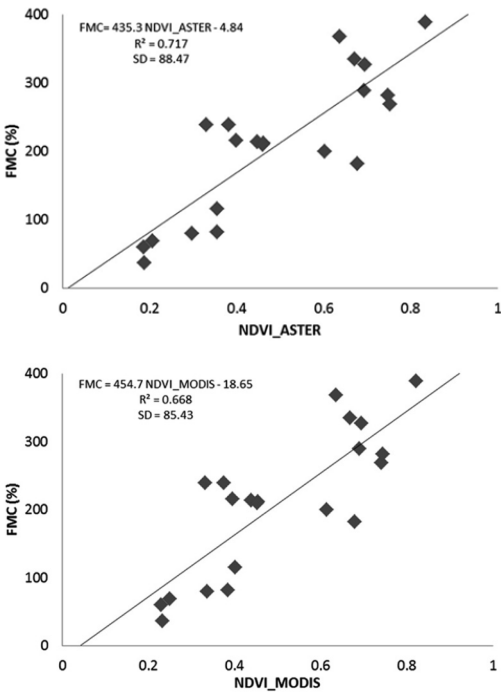 FMC= 435.3 NDVI_ASTER - 4.84
R² = 0.717
SD = 88.47
400
300
200
100
0
FMC (%)
0 0.2 0.4 0.6 0.8 1
NDVI_ASTER
FMC = 454.7 NDVI_MODIS - 18.65
R² = 0.668
SD = 85.43
400
300
200
100
0
FMC (%)
0 0.2 0.4 0.6 0.8 1
NDVI_MODIS